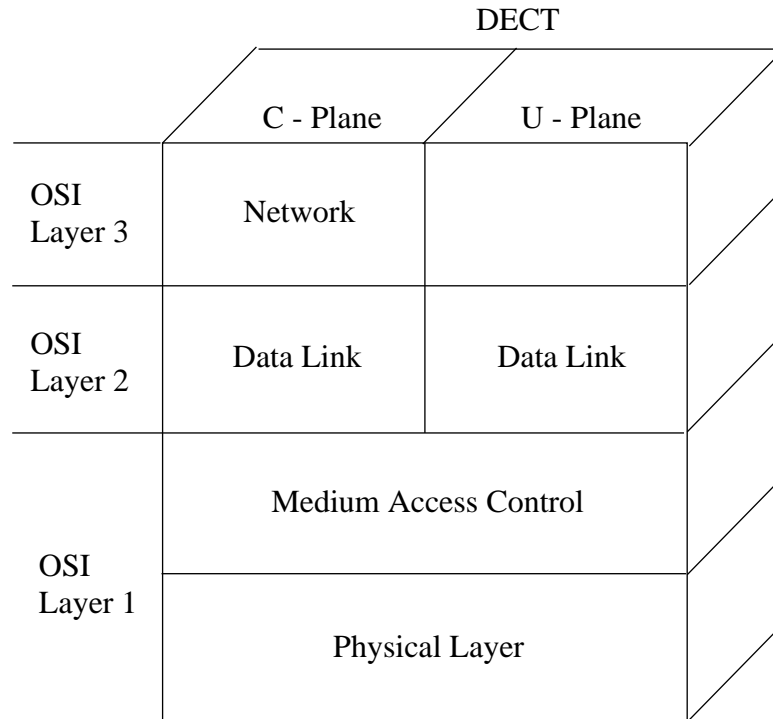 DECT
C - Plane
U - Plane
OSI
Layer 3
Network
OSI
Layer 2
Data Link
Data Link
Medium Access Control
OSI
Layer 1
Physical Layer